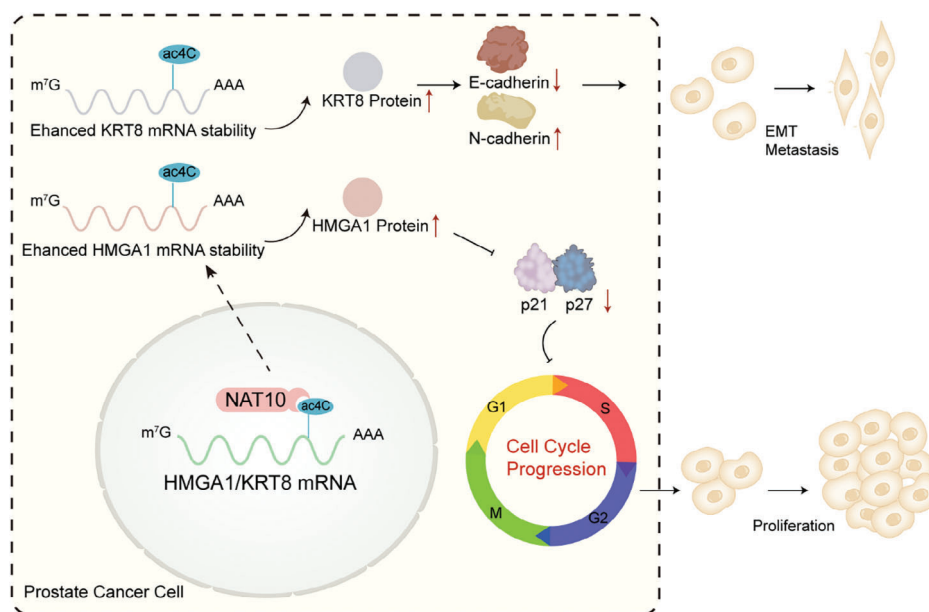 ac4C
m⁷G
AAA
Ehanced KRT8 mRNA stability
KRT8 Protein
E-cadherin
N-cadherin
EMT
Metastasis
ac4C
m⁷G
AAA
Ehanced HMGA1 mRNA stability
HMGA1 Protein
p21
p27
NAT10
ac4C
m⁷G
AAA
HMGA1/KRT8 mRNA
G1
S
Cell Cycle
Progression
M
G2
Proliferation
Prostate Cancer Cell